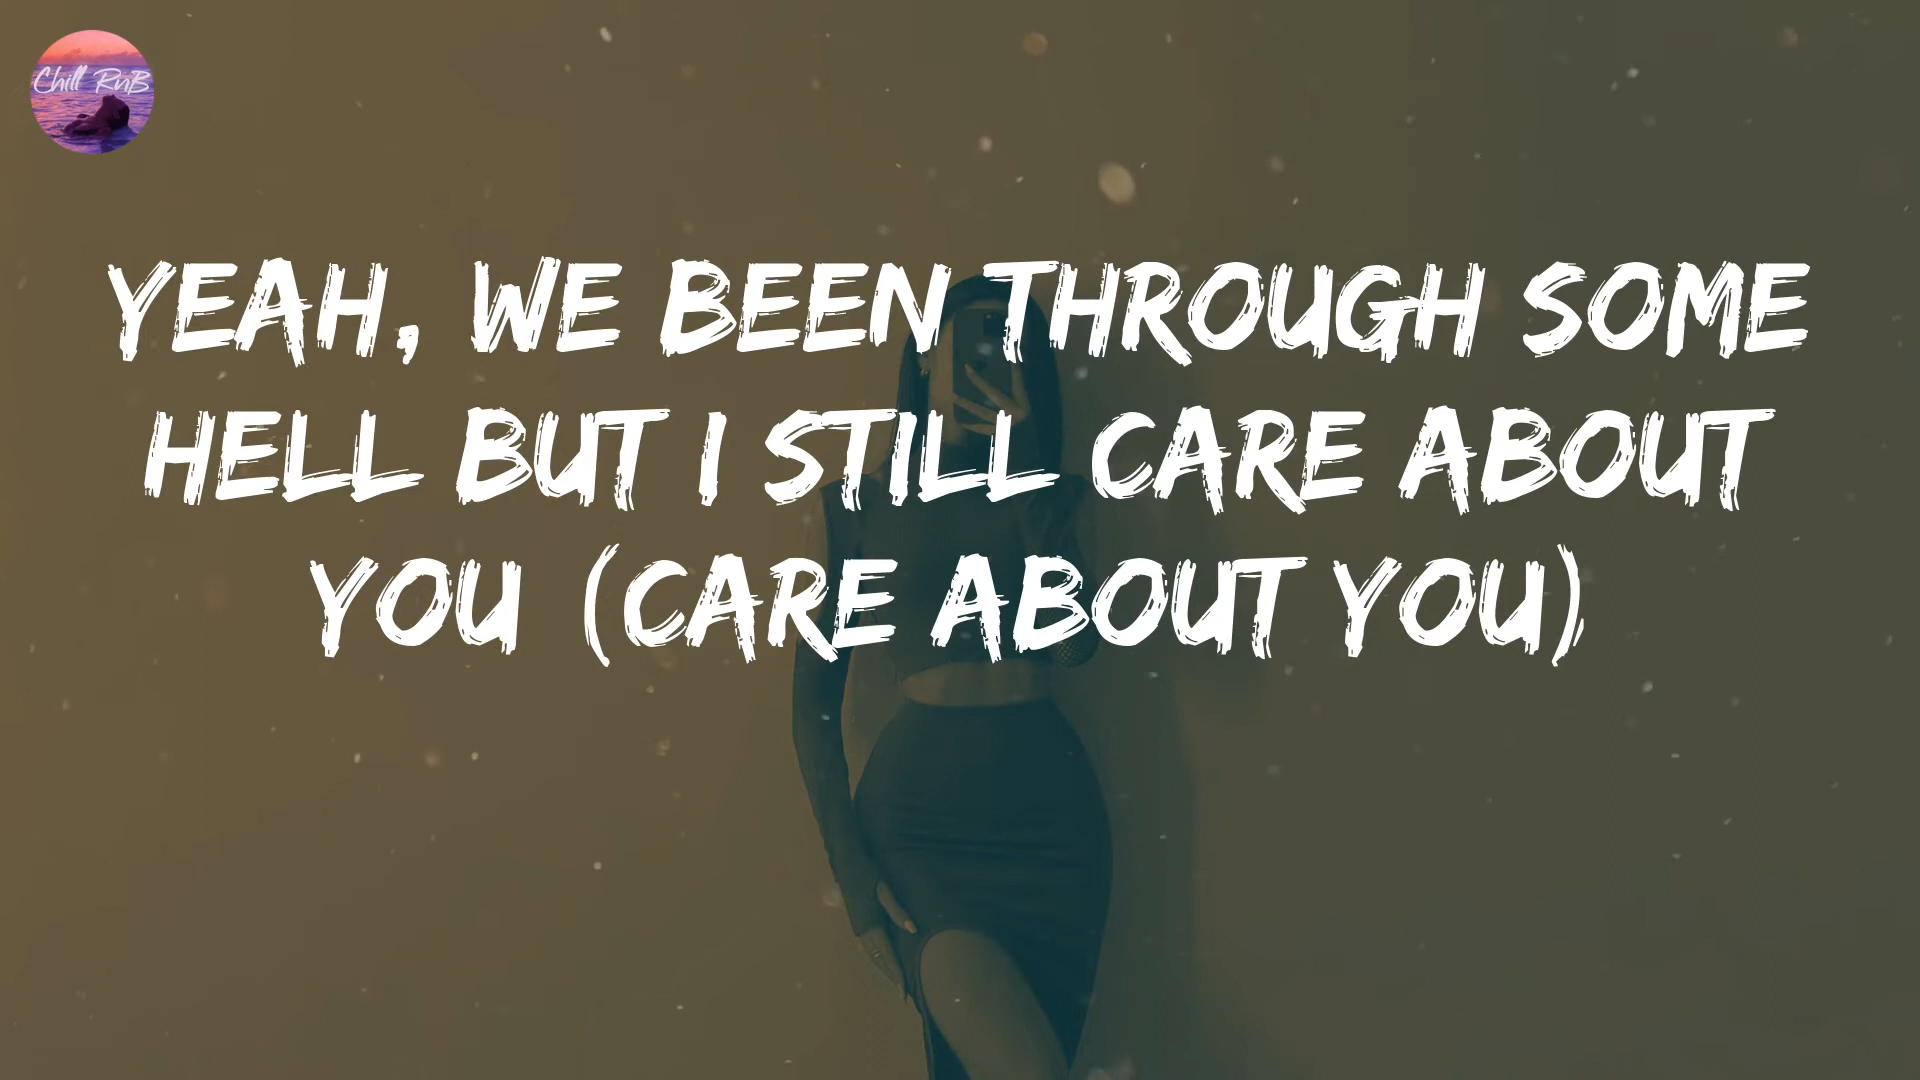 Chill RnB
YEAH, WE BEEN THROUGH SOME
HELL BUT I STILL CARE ABOUT
YOU (CARE ABOUT YOU)